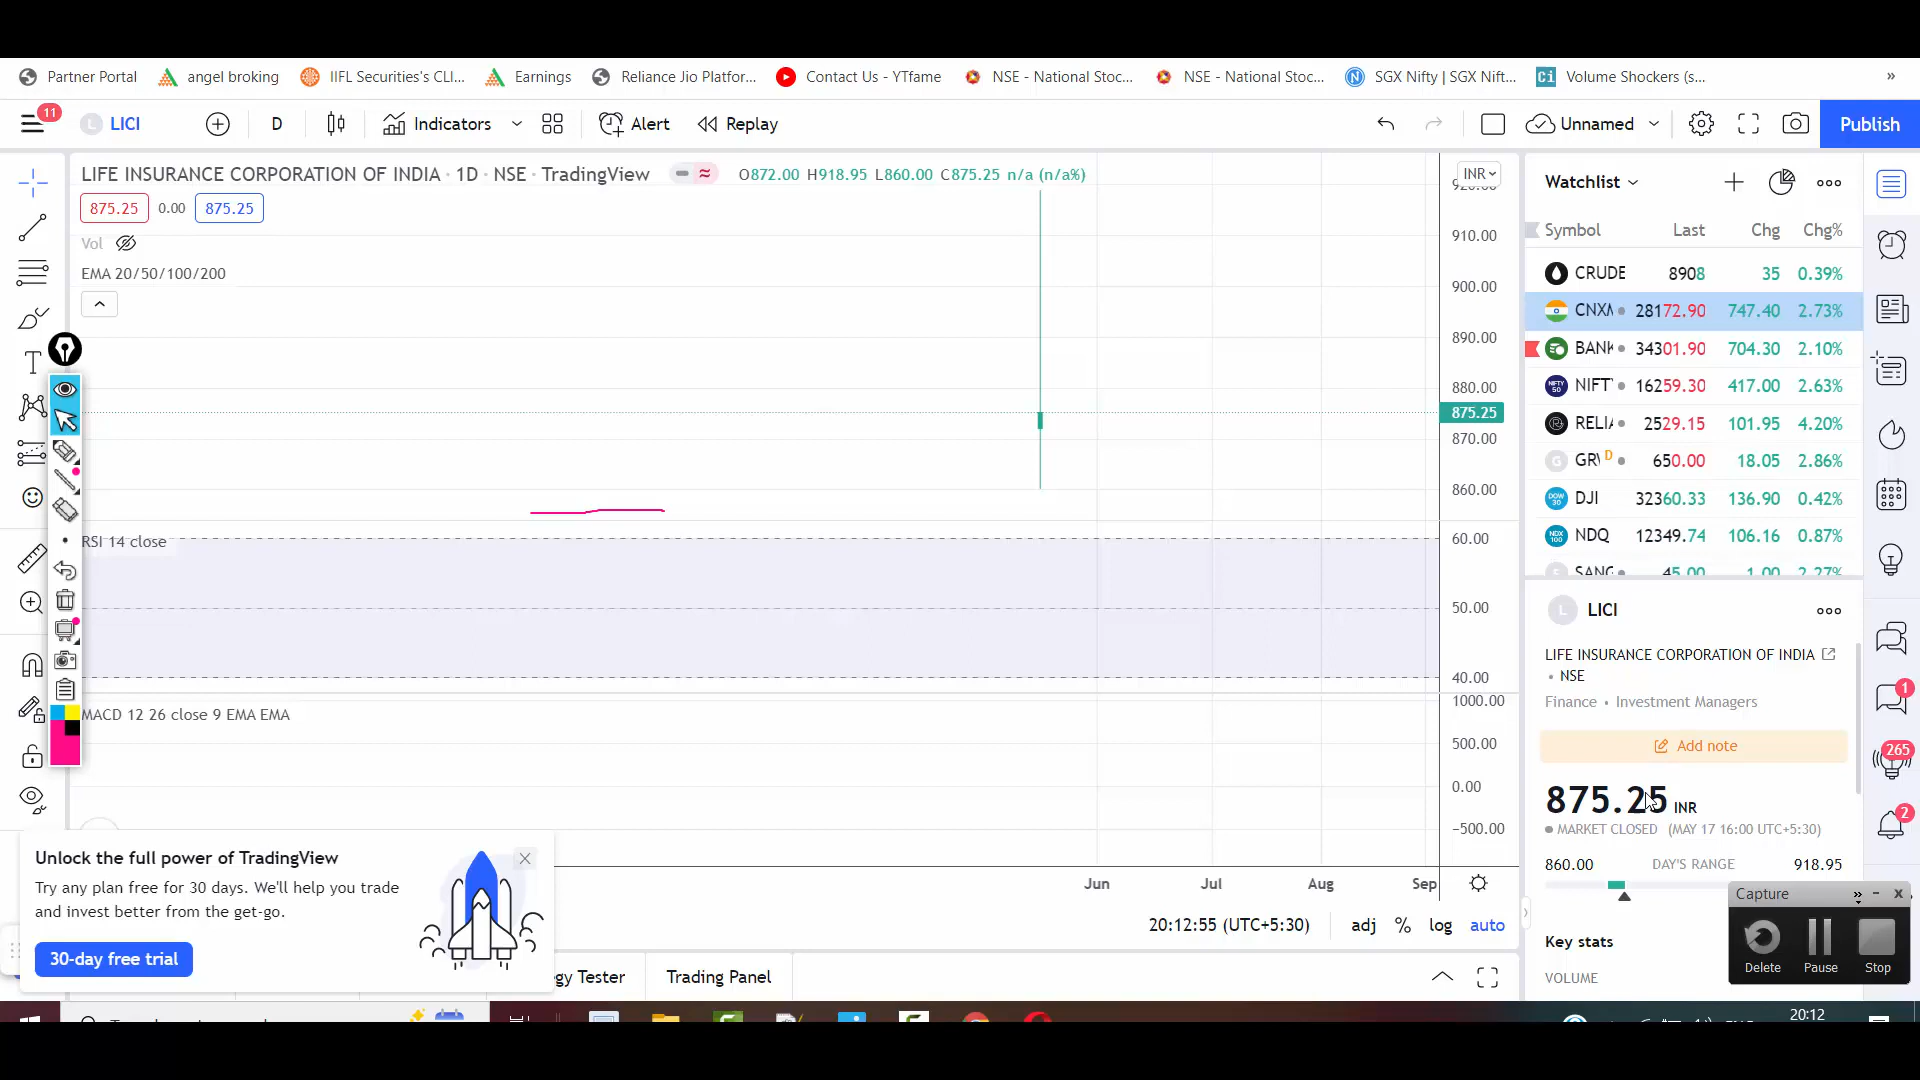 Partner Portal angel broking IIFL Securities's CLI... Earnings Reliance Jio Platfor... Contact Us - YTfame NSE - National Stoc... NSE - National Stoc... SGX Nifty | SGX Nift... Volume Shockers (s... »
11 L LICI D Indicators Alert Replay Unnamed Publish
LIFE INSURANCE CORPORATION OF INDIA · 1D · NSE · TradingView O872.00 H918.95 L860.00 C875.25 n/a (n/a%)
875.25 0.00 875.25
Vol
EMA 20/50/100/200
INR
920.00
910.00
900.00
890.00
880.00
875.25
870.00
860.00
RSI 14 close
60.00
50.00
40.00
MACD 12 26 close 9 EMA EMA
1000.00
500.00
0.00
−500.00
Jun Jul Aug Sep
20:12:55 (UTC+5:30) adj % log auto
Unlock the full power of TradingView
Try any plan free for 30 days. We'll help you trade
and invest better from the get-go.
30-day free trial
gy Tester Trading Panel
Watchlist
Symbol Last Chg Chg%
CRUDE 8908 35 0.39%
CNXM 28172.90 747.40 2.73%
BANK 34301.90 704.30 2.10%
NIFTY 16259.30 417.00 2.63%
RELIA 2529.15 101.95 4.20%
GRV D 650.00 18.05 2.86%
DJI 32360.33 136.90 0.42%
NDQ 12349.74 106.16 0.87%
SANG 45.00 1.00 2.27%
L LICI
LIFE INSURANCE CORPORATION OF INDIA
• NSE
Finance • Investment Managers
Add note
875.25 INR
MARKET CLOSED (MAY 17 16:00 UTC+5:30)
860.00 DAY'S RANGE 918.95
Key stats
VOLUME
Capture
Delete Pause Stop
1
265
2
20:12